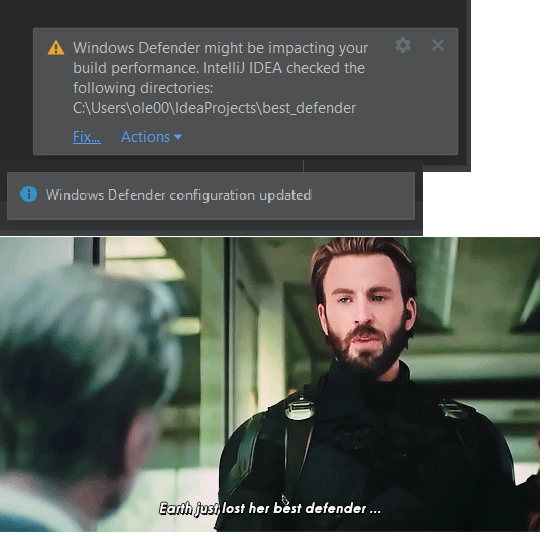 Windows Defender might be impacting your
build performance. IntelliJ IDEA checked the
following directories:
C:\Users\ole00\IdeaProjects\best_defender
Fix... Actions
Windows Defender configuration updated
Earth just lost her best defender ...